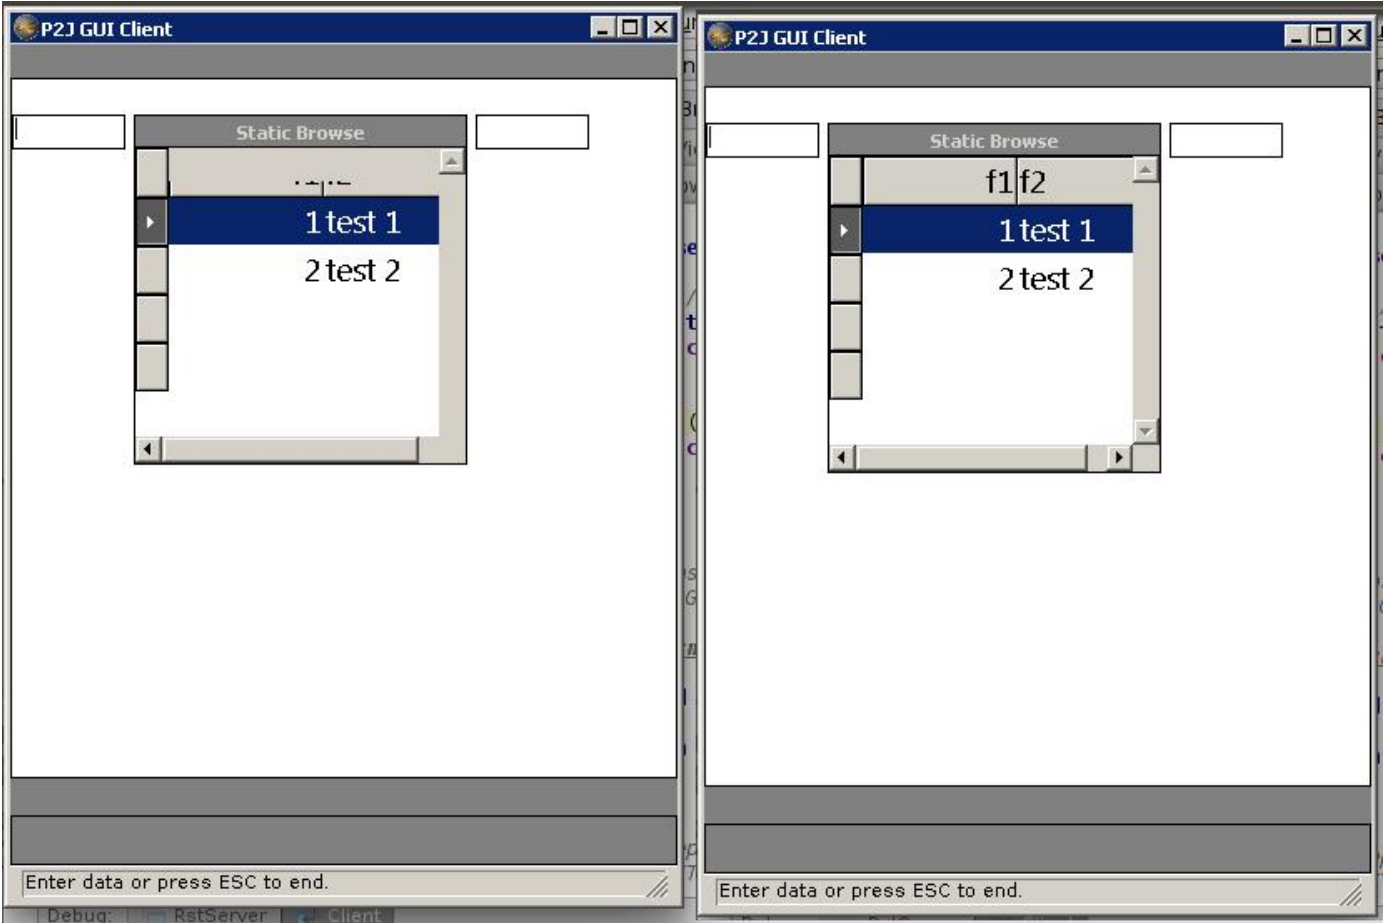 P2J GUI Client
Static Browse
1 test 1
2 test 2
Enter data or press ESC to end.
P2J GUI Client
Static Browse
f1 f2
1 test 1
2 test 2
Enter data or press ESC to end.
Debug: RstServer Client